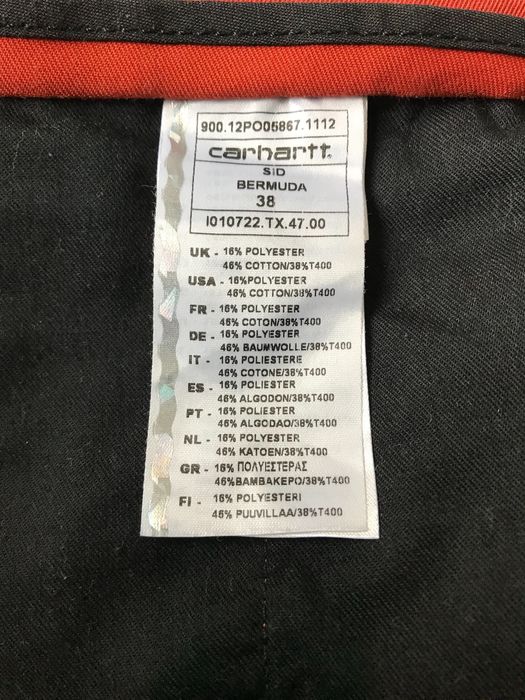 900.12PO05867.1112
carhartt.
SID
BERMUDA
38
I010722.TX.47.00
UK - 16% POLYESTER
46% COTTON/38%T400
USA - 16%POLYESTER
46% COTTON/38%T400
FR - 16% POLYESTER
46% COTON/38%T400
DE - 16% POLYESTER
46% BAUMWOLLE/38%T400
IT - 16% POLIESTERE
46% COTONE/38%T400
ES - 16% POLIESTER
46% ALGODON/38%T400
PT - 16% POLIESTER
46% ALGODAO/38%T400
NL - 16% POLYESTER
46% KATOEN/38%T400
GR - 16% ΠΟΛΥΕΣΤΕΡΑΣ
46%ΒΑΜΒΑΚΕΡΟ/38%T400
FI - 16% POLYESTERI
46% PUUVILLAA/38%T400